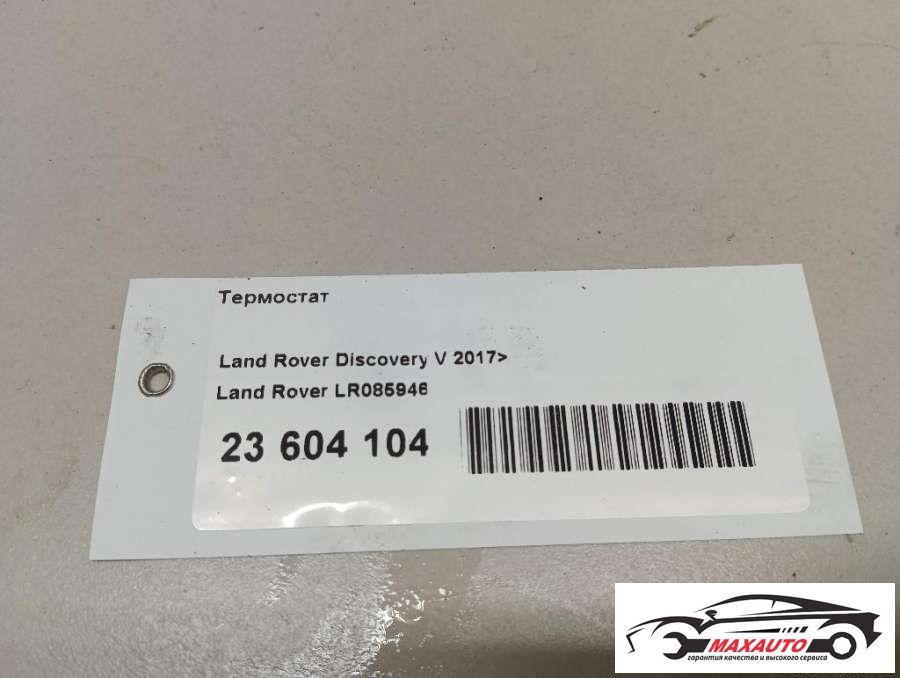 Термостат
Land Rover Discovery V 2017>
Land Rover LR085946
23 604 104
MAXAUTO
гарантия качества и высокого сервиса